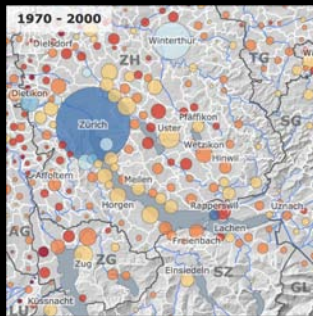 1970 - 2000
Dielsdorf
Winterthur
ZH
TG
Dietikon
Zürich
Pfäffikon
Uster
SG
Wetzikon
Hinwil
Affoltern
Meilen
Horgen
Rapperswil
Uznach
Lachen
AG
Freienbach
ZG
Zug
Einsiedeln
SZ
GL
LU
Küssnacht